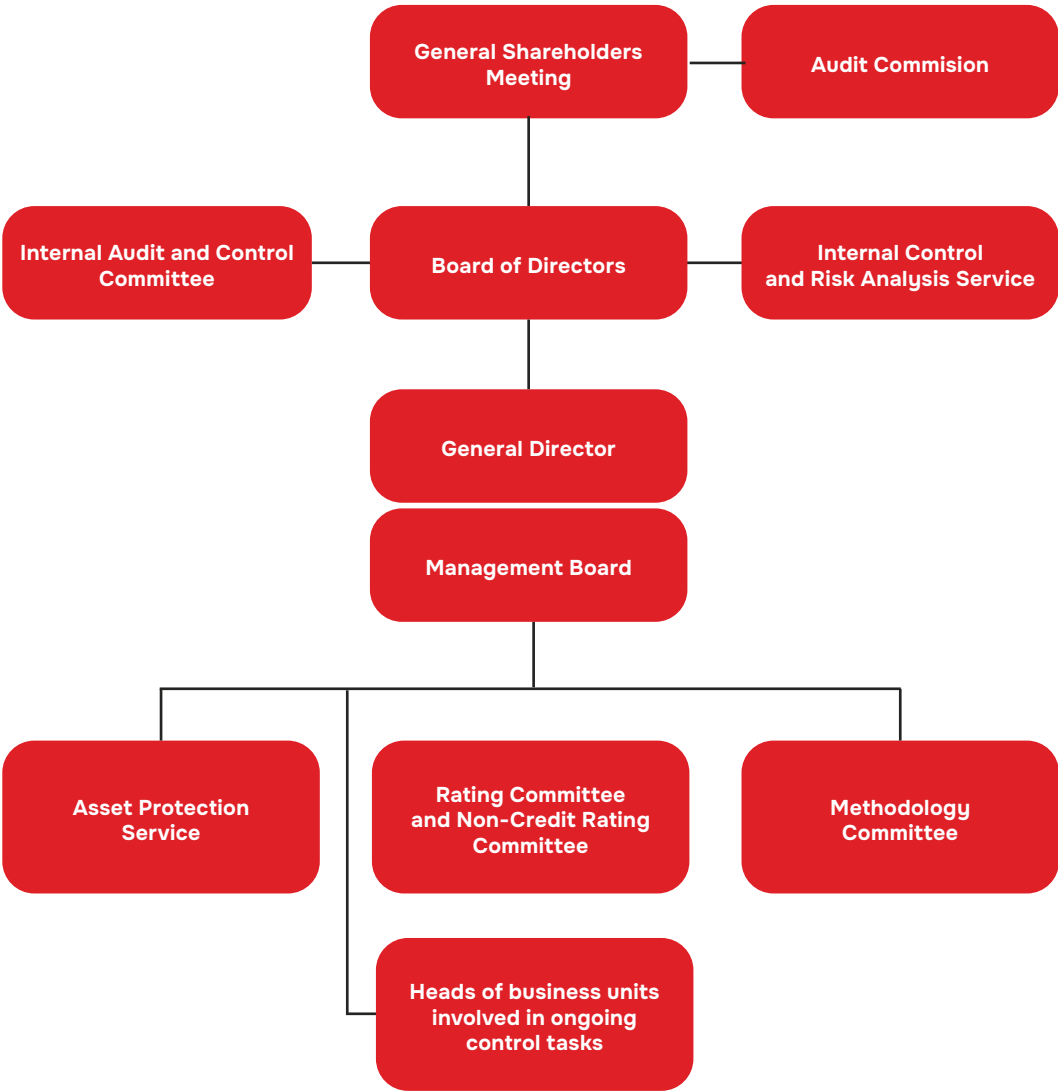 General Shareholders
Meeting
Audit Commision
Internal Audit and Control
Committee
Board of Directors
Internal Control
and Risk Analysis Service
General Director
Management Board
Asset Protection
Service
Rating Committee
and Non-Credit Rating
Committee
Methodology
Committee
Heads of business units
involved in ongoing
control tasks